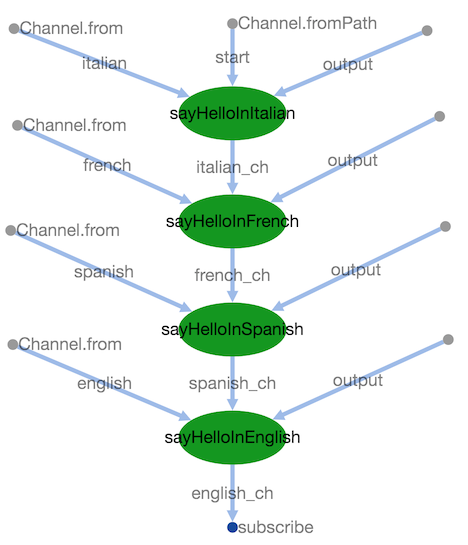 Channel.from
Channel.fromPath
italian
start
output
sayHelloInItalian
Channel.from
french
italian_ch
output
sayHelloInFrench
Channel.from
spanish
french_ch
output
sayHelloInSpanish
Channel.from
english
spanish_ch
output
sayHelloInEnglish
english_ch
subscribe